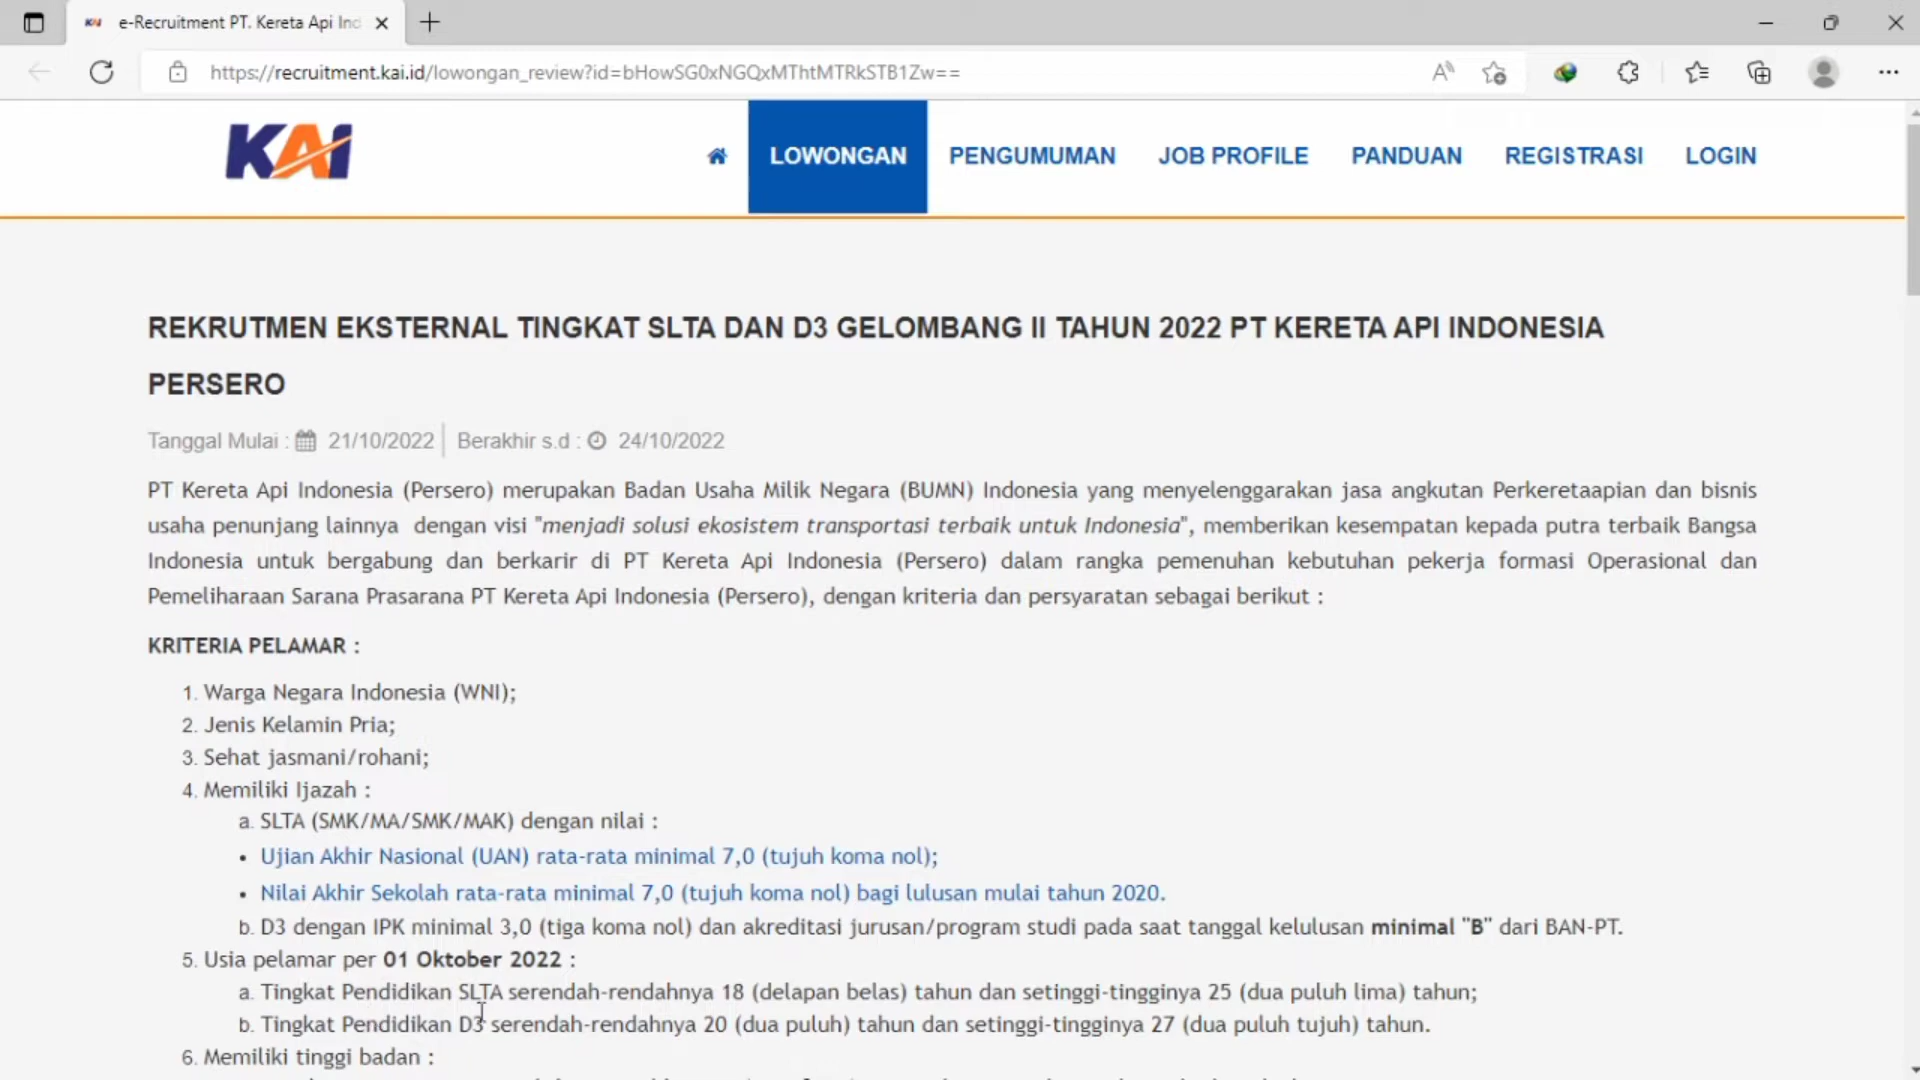 e-Recruitment PT. Kereta Api Ind
https://recruitment.kai.id/lowongan_review?id=bHowSG0xNGQxMThtMTRkSTB1Zw==
KAI
LOWONGAN PENGUMUMAN JOB PROFILE PANDUAN REGISTRASI LOGIN
REKRUTMEN EKSTERNAL TINGKAT SLTA DAN D3 GELOMBANG II TAHUN 2022 PT KERETA API INDONESIA
PERSERO
Tanggal Mulai : 21/10/2022 Berakhir s.d : 24/10/2022
PT Kereta Api Indonesia (Persero) merupakan Badan Usaha Milik Negara (BUMN) Indonesia yang menyelenggarakan jasa angkutan Perkeretaapian dan bisnis
usaha penunjang lainnya dengan visi "menjadi solusi ekosistem transportasi terbaik untuk Indonesia", memberikan kesempatan kepada putra terbaik Bangsa
Indonesia untuk bergabung dan berkarir di PT Kereta Api Indonesia (Persero) dalam rangka pemenuhan kebutuhan pekerja formasi Operasional dan
Pemeliharaan Sarana Prasarana PT Kereta Api Indonesia (Persero), dengan kriteria dan persyaratan sebagai berikut :
KRITERIA PELAMAR :
1. Warga Negara Indonesia (WNI);
2. Jenis Kelamin Pria;
3. Sehat jasmani/rohani;
4. Memiliki Ijazah :
a. SLTA (SMK/MA/SMK/MAK) dengan nilai :
• Ujian Akhir Nasional (UAN) rata-rata minimal 7,0 (tujuh koma nol);
• Nilai Akhir Sekolah rata-rata minimal 7,0 (tujuh koma nol) bagi lulusan mulai tahun 2020.
b. D3 dengan IPK minimal 3,0 (tiga koma nol) dan akreditasi jurusan/program studi pada saat tanggal kelulusan minimal "B" dari BAN-PT.
5. Usia pelamar per 01 Oktober 2022 :
a. Tingkat Pendidikan SLTA serendah-rendahnya 18 (delapan belas) tahun dan setinggi-tingginya 25 (dua puluh lima) tahun;
b. Tingkat Pendidikan D3 serendah-rendahnya 20 (dua puluh) tahun dan setinggi-tingginya 27 (dua puluh tujuh) tahun.
6. Memiliki tinggi badan :